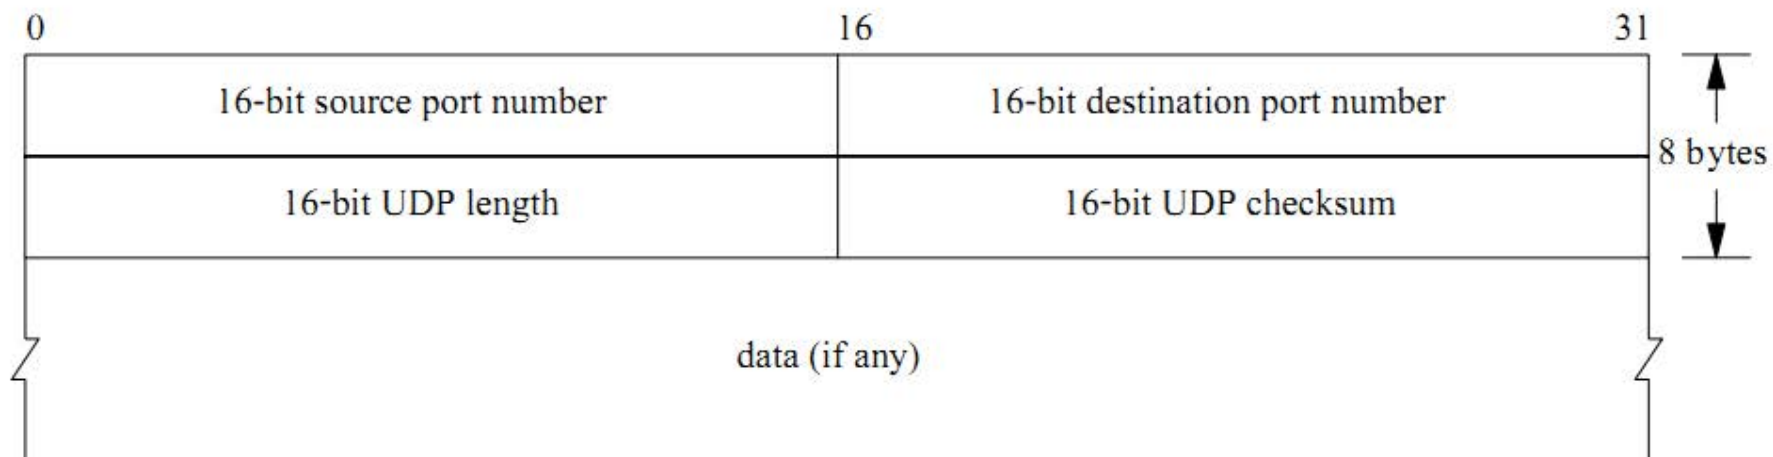 0 16 31
16-bit source port number 16-bit destination port number
8 bytes
16-bit UDP length 16-bit UDP checksum
data (if any)